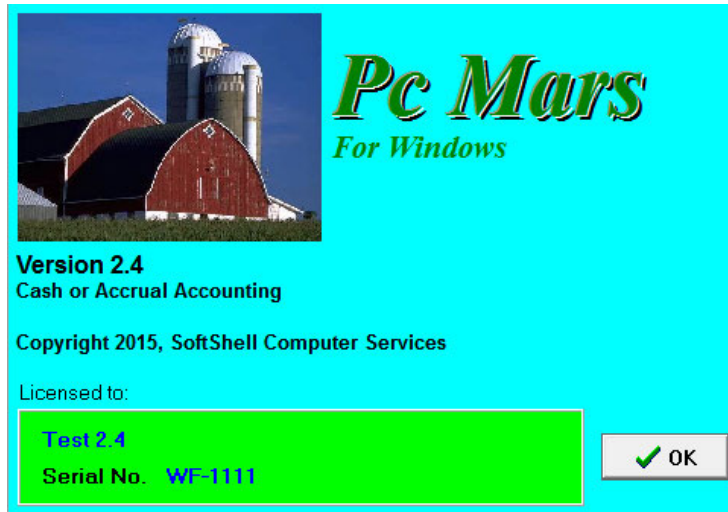 Pc Mars
For Windows
Version 2.4
Cash or Accrual Accounting
Copyright 2015, SoftShell Computer Services
Licensed to:
Test 2.4
Serial No. WF-1111
OK